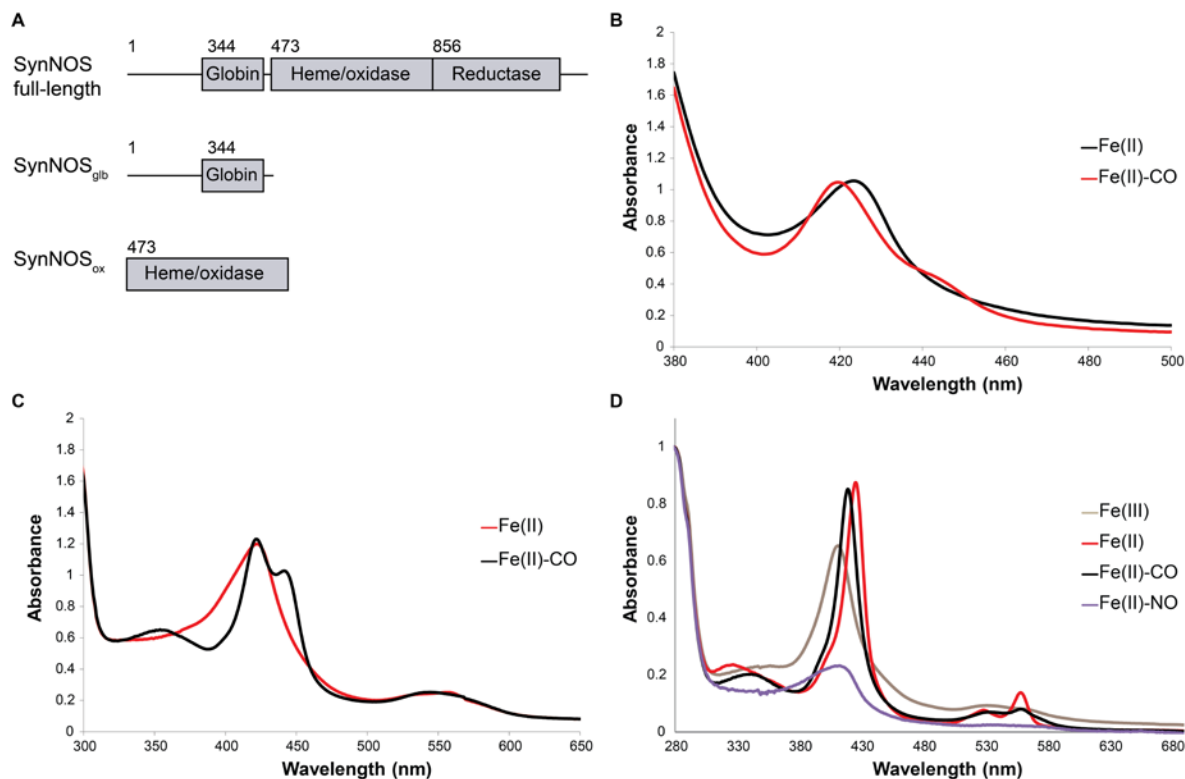 A
1 344 473 856
SynNOS
full-length
Globin Heme/oxidase Reductase
1 344
SynNOSglb
Globin
473
SynNOSox
Heme/oxidase
B
2
1.8
1.6
1.4
1.2
1
0.8
0.6
0.4
0.2
0
Absorbance
380 400 420 440 460 480 500
Wavelength (nm)
Fe(II)
Fe(II)-CO
C
2
1.8
1.6
1.4
1.2
1
0.8
0.6
0.4
0.2
0
Absorbance
300 350 400 450 500 550 600 650
Wavelength (nm)
Fe(II)
Fe(II)-CO
D
1
0.8
0.6
0.4
0.2
0
Absorbance
280 330 380 430 480 530 580 630 680
Wavelength (nm)
Fe(III)
Fe(II)
Fe(II)-CO
Fe(II)-NO